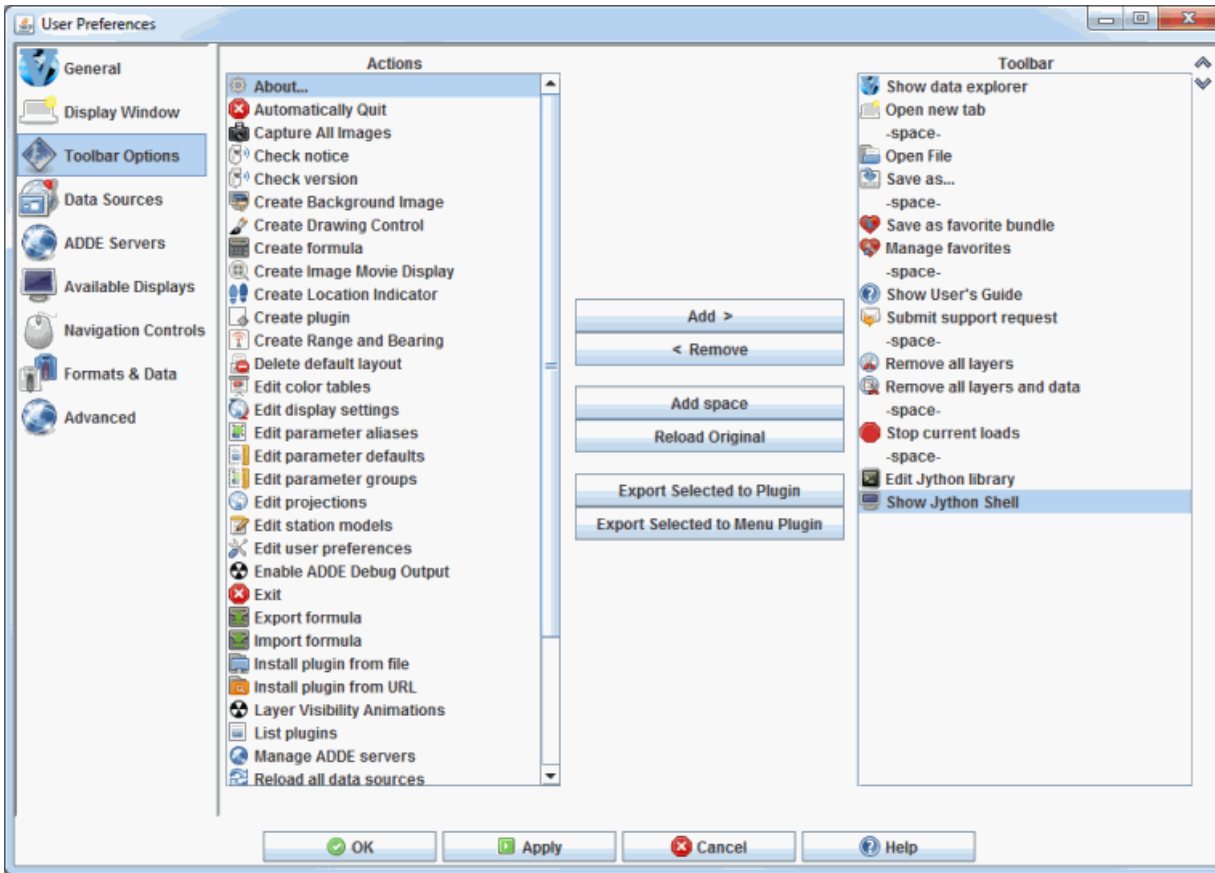 User Preferences
General
Display Window
Toolbar Options
Data Sources
ADDE Servers
Available Displays
Navigation Controls
Formats & Data
Advanced
Actions
About...
Automatically Quit
Capture All Images
Check notice
Check version
Create Background Image
Create Drawing Control
Create formula
Create Image Movie Display
Create Location Indicator
Create plugin
Create Range and Bearing
Delete default layout
Edit color tables
Edit display settings
Edit parameter aliases
Edit parameter defaults
Edit parameter groups
Edit projections
Edit station models
Edit user preferences
Enable ADDE Debug Output
Exit
Export formula
Import formula
Install plugin from file
Install plugin from URL
Layer Visibility Animations
List plugins
Manage ADDE servers
Reload all data sources
Add >
< Remove
Add space
Reload Original
Export Selected to Plugin
Export Selected to Menu Plugin
Toolbar
Show data explorer
Open new tab
-space-
Open File
Save as...
-space-
Save as favorite bundle
Manage favorites
-space-
Show User's Guide
Submit support request
-space-
Remove all layers
Remove all layers and data
-space-
Stop current loads
-space-
Edit Jython library
Show Jython Shell
OK
Apply
Cancel
Help